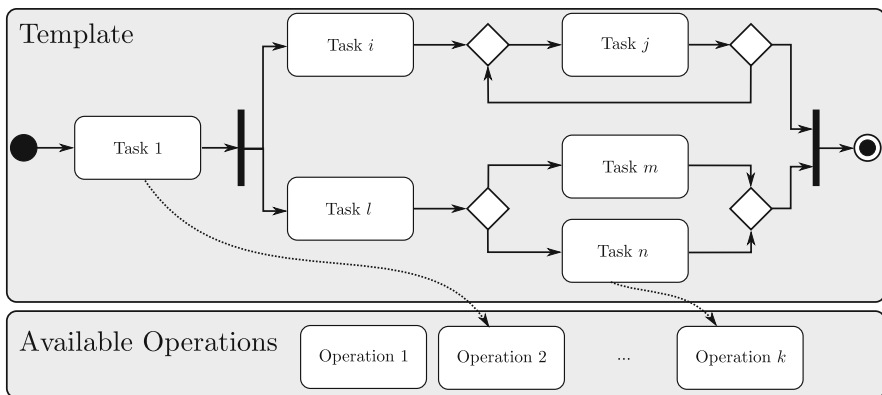 Template
Task i
Task j
Task 1
Task m
Task l
Task n
Available Operations
Operation 1
Operation 2
...
Operation k